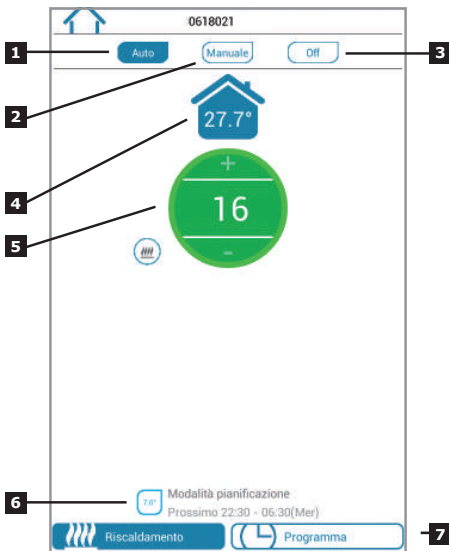 0618021
1
Auto
Manuale
Off
3
2
27.7°
4
+
16
5
-
7.0°
Modalità pianificazione
6
Prossimo 22:30 - 06:30(Mer)
Riscaldamento
Programma
7